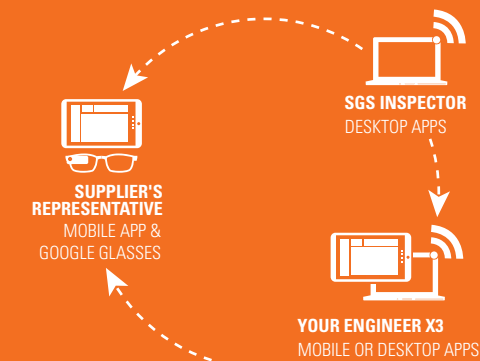 SGS INSPECTOR
DESKTOP APPS
SUPPLIER'S
REPRESENTATIVE
MOBILE APP &
GOOGLE GLASSES
YOUR ENGINEER X3
MOBILE OR DESKTOP APPS